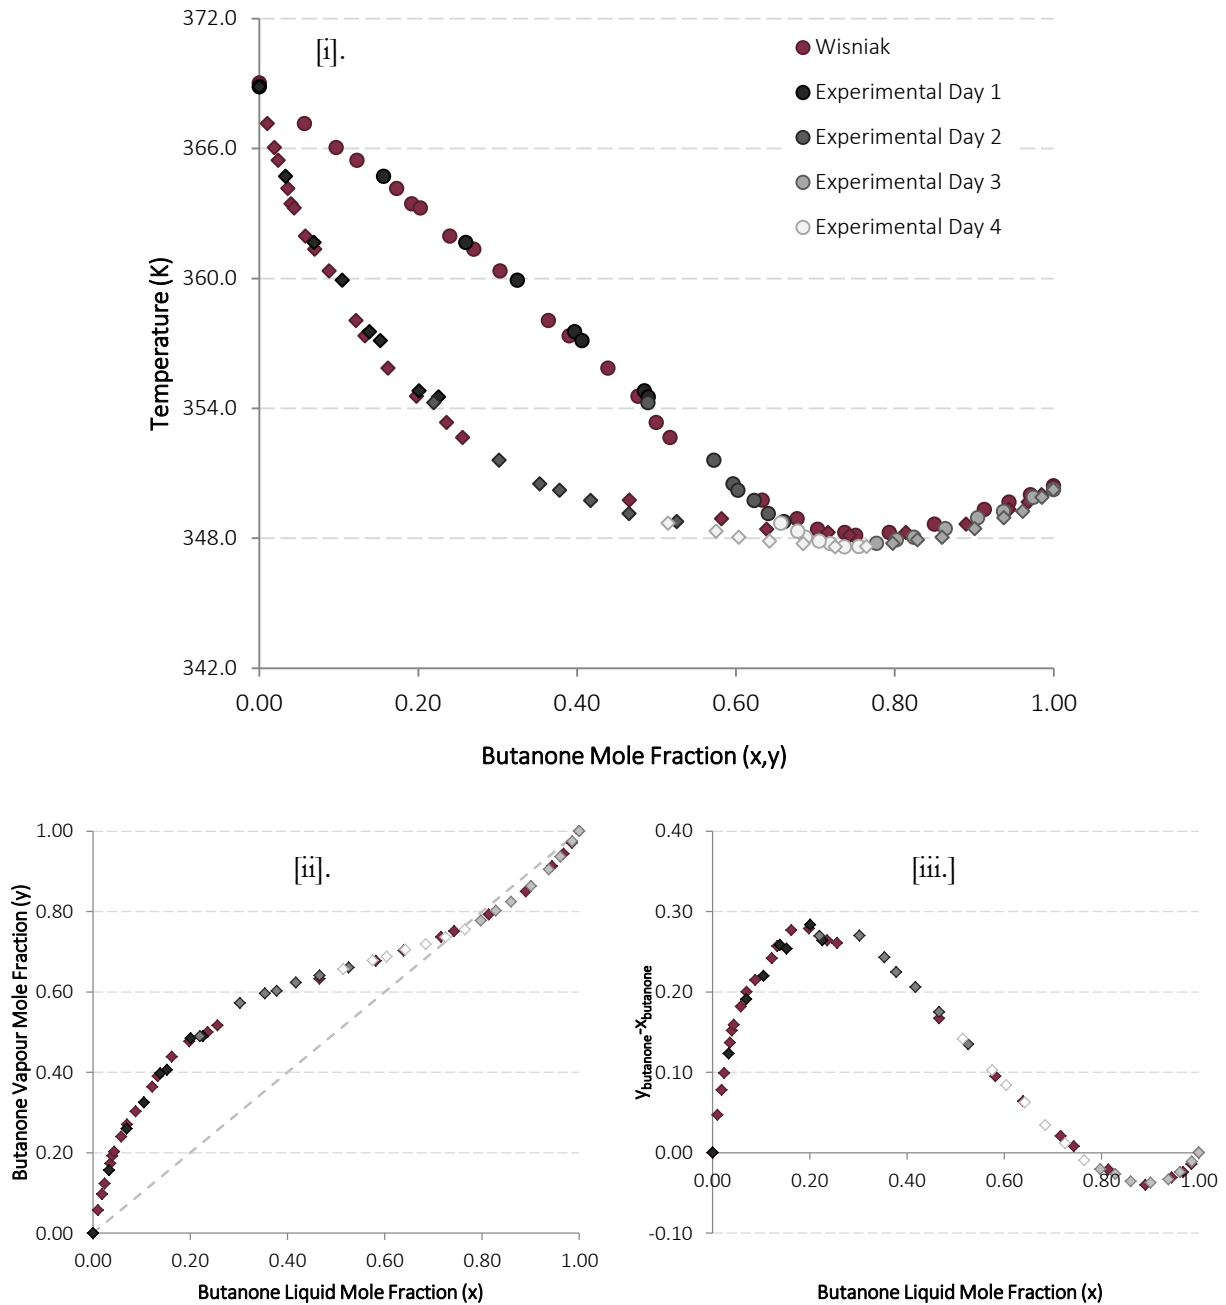 372.0
[i].
Wisniak
Experimental Day 1
366.0
Experimental Day 2
Experimental Day 3
Experimental Day 4
360.0
Temperature (K)
354.0
348.0
342.0
0.00 0.20 0.40 0.60 0.80 1.00
Butanone Mole Fraction (x,y)
1.00
[ii].
0.80
0.60
0.40
0.20
0.00
Butanone Vapour Mole Fraction (y)
0.00 0.20 0.40 0.60 0.80 1.00
Butanone Liquid Mole Fraction (x)
0.40
[iii.]
0.30
0.20
0.10
0.00
-0.10
ybutanone-xbutanone
0.00 0.20 0.40 0.60 0.80 1.00
Butanone Liquid Mole Fraction (x)